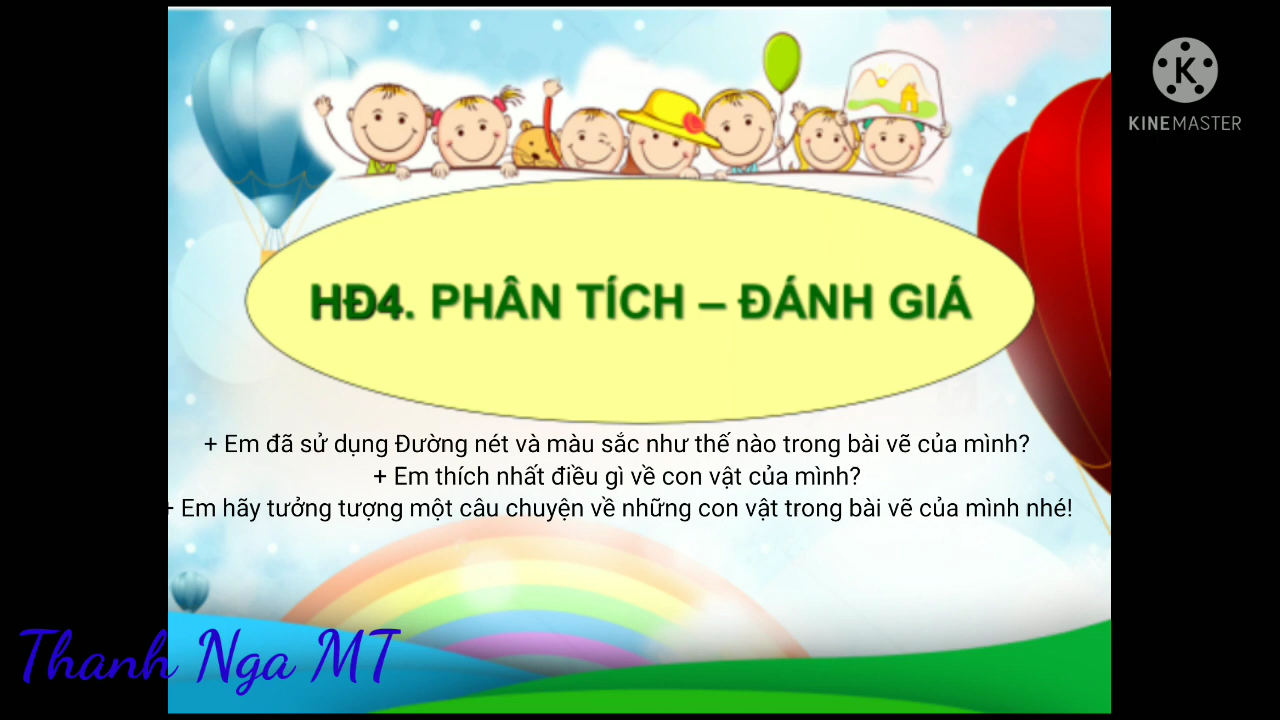 KINEMASTER
HĐ4. PHÂN TÍCH – ĐÁNH GIÁ
+ Em đã sử dụng Đường nét và màu sắc như thế nào trong bài vẽ của mình?
+ Em thích nhất điều gì về con vật của mình?
+ Em hãy tưởng tượng một câu chuyện về những con vật trong bài vẽ của mình nhé!
Thanh Nga MT